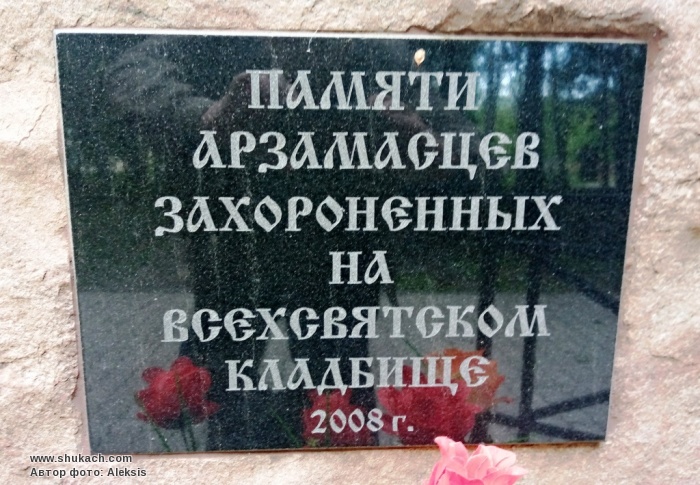 ПАМЯТИ
АРЗАМАСЦЕВ
ЗАХОРОНЕННЫХ
НА
ВСЕХСВЯТСКОМ
КЛАДБИЩЕ
2008 г.
www.shukach.com
Автор фото: Aleksis